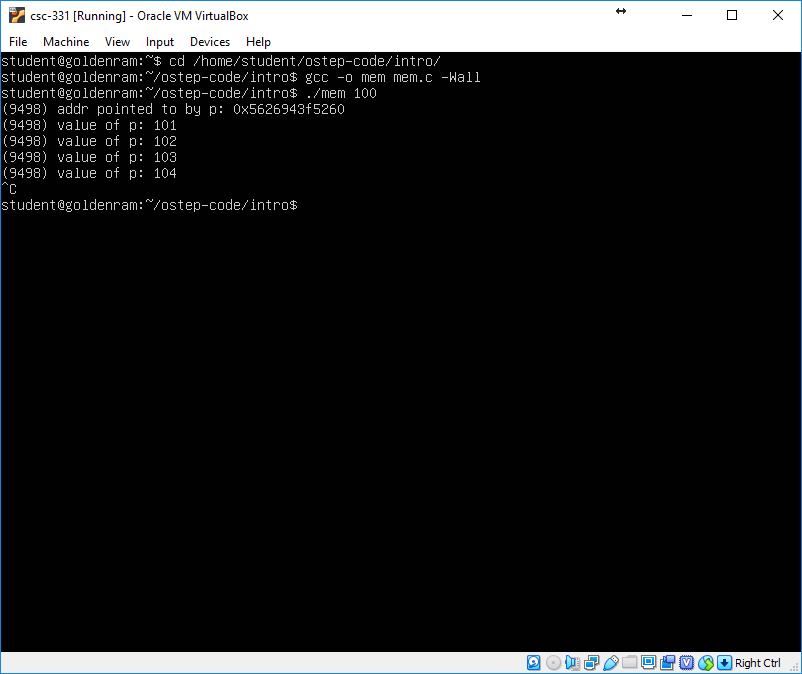 csc-331 [Running] - Oracle VM VirtualBox
File Machine View Input Devices Help
student@goldenram:~$ cd /home/student/ostep-code/intro/
student@goldenram:~/ostep-code/intro$ gcc -o mem mem.c -Wall
student@goldenram:~/ostep-code/intro$ ./mem 100
(9498) addr pointed to by p: 0x5626943f5260
(9498) value of p: 101
(9498) value of p: 102
(9498) value of p: 103
(9498) value of p: 104
^C
student@goldenram:~/ostep-code/intro$
Right Ctrl